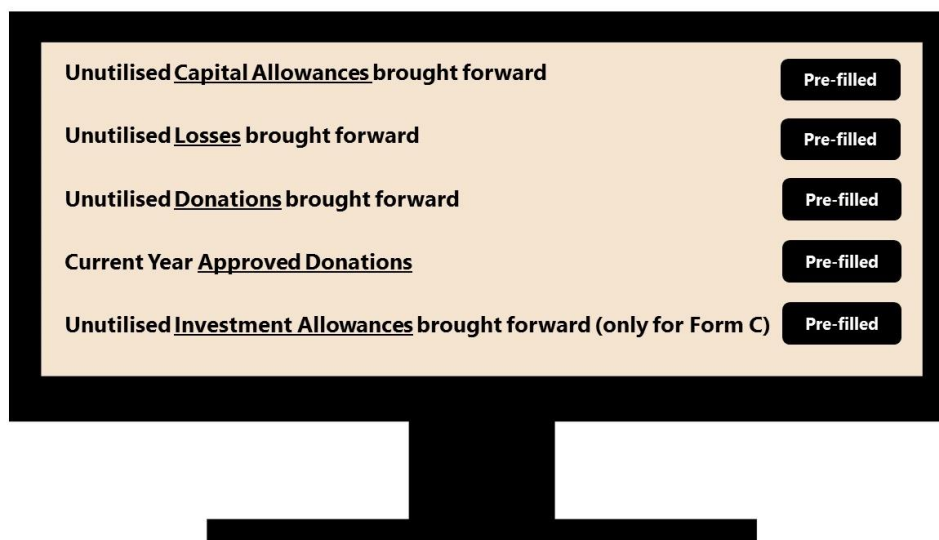 Unutilised Capital Allowances brought forward Pre-filled
Unutilised Losses brought forward Pre-filled
Unutilised Donations brought forward Pre-filled
Current Year Approved Donations Pre-filled
Unutilised Investment Allowances brought forward (only for Form C) Pre-filled